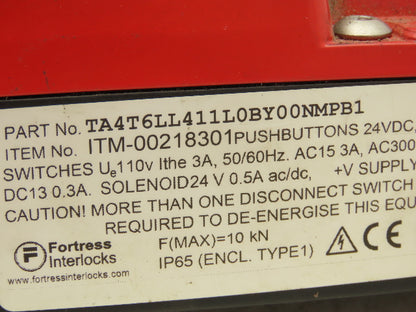 PART No. TA4T6LL411L0BY00NMPB1
ITEM No. ITM-00218301 PUSHBUTTONS 24VDC,
SWITCHES Ue110v Ithe 3A, 50/60Hz. AC15 3A, AC300
DC13 0.3A. SOLENOID24 V 0.5A ac/dc, +V SUPPLY
CAUTION! MORE THAN ONE DISCONNECT SWITCH
REQUIRED TO DE-ENERGISE THIS EQU
Fortress F(MAX)=10 kN
Interlocks IP65 (ENCL. TYPE1) CE
www.fortressinterlocks.com